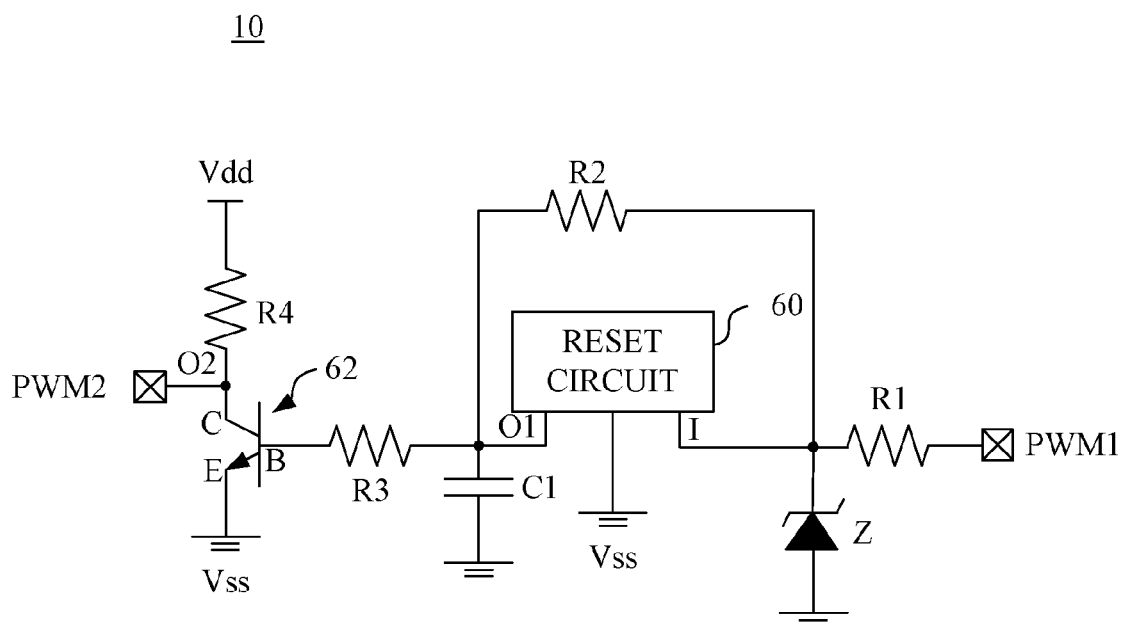 10
Vdd
R2
R4
60
RESET
CIRCUIT
O2
62
PWM2
C
O1
I
R1
PWM1
E
B
R3
C1
Vss
Z
Vss